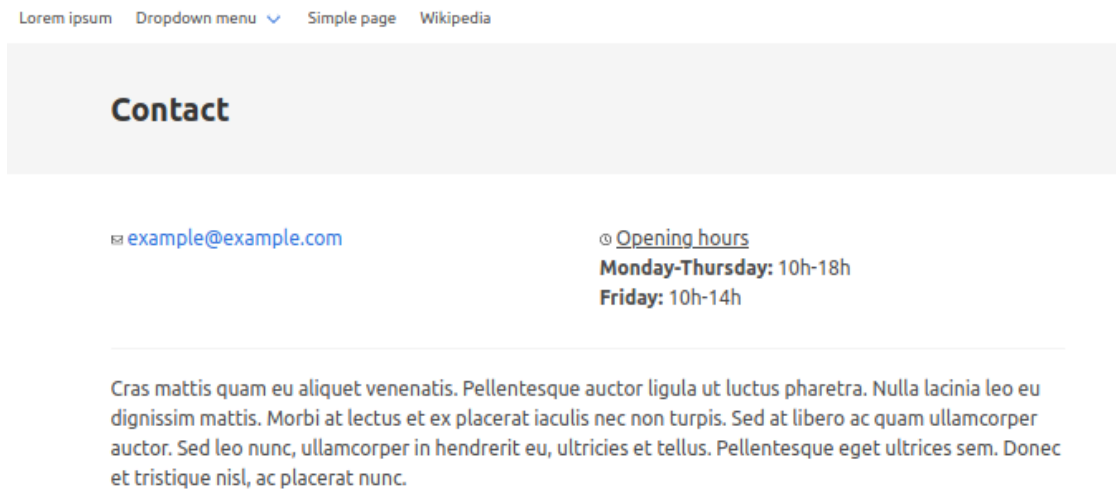 Lorem ipsum Dropdown menu Simple page Wikipedia
Contact
example@example.com
Opening hours
Monday-Thursday: 10h-18h
Friday: 10h-14h
Cras mattis quam eu aliquet venenatis. Pellentesque auctor ligula ut luctus pharetra. Nulla lacinia leo eu
dignissim mattis. Morbi at lectus et ex placerat iaculis nec non turpis. Sed at libero ac quam ullamcorper
auctor. Sed leo nunc, ullamcorper in hendrerit eu, ultricies et tellus. Pellentesque eget ultrices sem. Donec
et tristique nisl, ac placerat nunc.